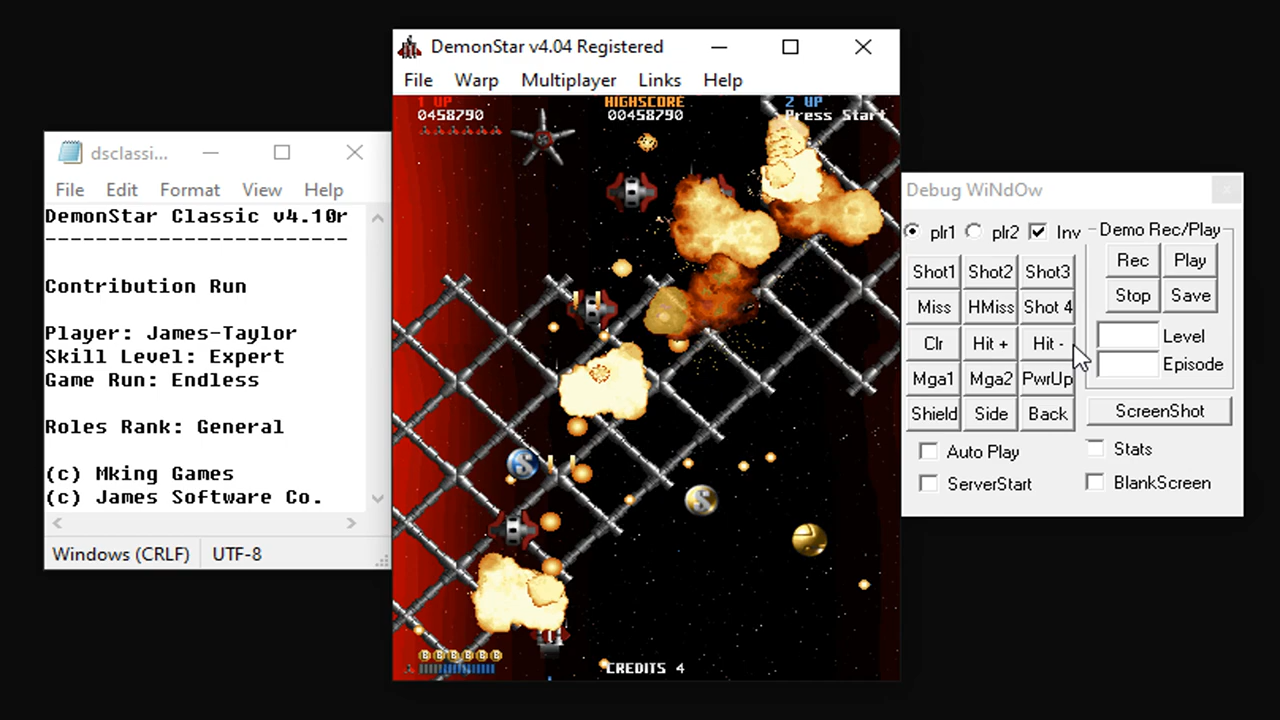 dsclassi...
File Edit Format View Help
DemonStar Classic v4.10r
------------------------
Contribution Run
Player: James-Taylor
Skill Level: Expert
Game Run: Endless
Roles Rank: General
(c) Mking Games
(c) James Software Co.
Windows (CRLF) UTF-8
DemonStar v4.04 Registered
File Warp Multiplayer Links Help
1 UP HIGHSCORE 2 UP
0458790 00458790 Press Start
S
S
B B B B B B
CREDITS 4
Debug WiNdOw
plr1 plr2 Inv
Shot1 Shot2 Shot3
Miss HMiss Shot 4
Clr Hit + Hit -
Mga1 Mga2 PwrUp
Shield Side Back
Auto Play
ServerStart
Demo Rec/Play
Rec Play
Stop Save
Level
Episode
ScreenShot
Stats
BlankScreen